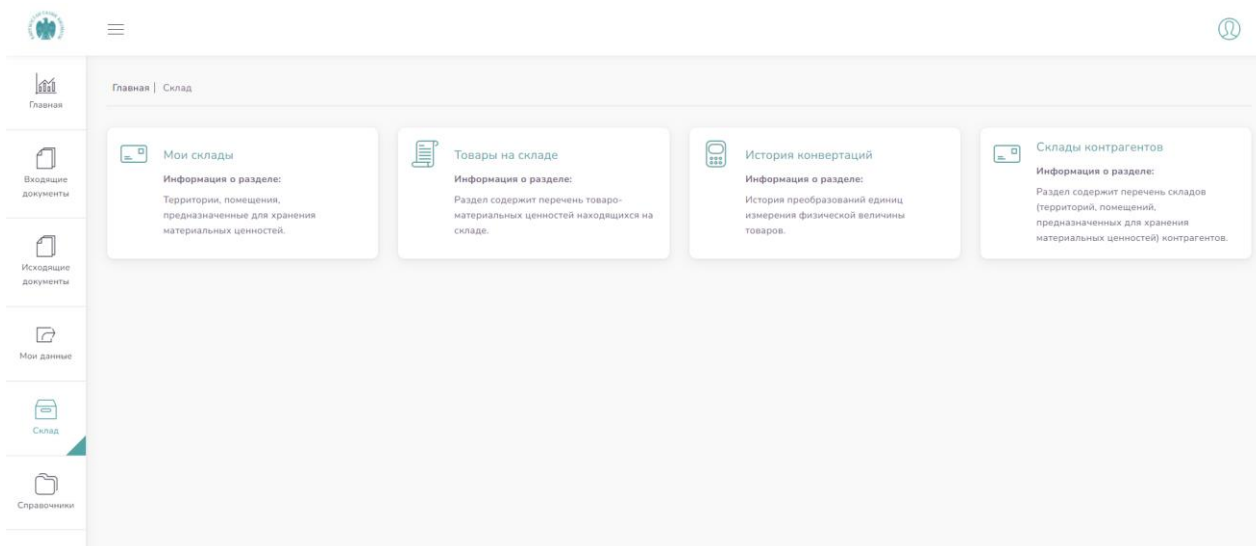 Главная
Входящие
документы
Исходящие
документы
Мои данные
Склад
Справочники
Главная | Склад
Мои склады
Информация о разделе:
Территории, помещения,
предназначенные для хранения
материальных ценностей.
Товары на складе
Информация о разделе:
Раздел содержит перечень товаро-
материальных ценностей находящихся на
складе.
История конвертаций
Информация о разделе:
История преобразований единиц
измерения физической величины
товаров.
Склады контрагентов
Информация о разделе:
Раздел содержит перечень складов
(территорий, помещений,
предназначенных для хранения
материальных ценностей) контрагентов.